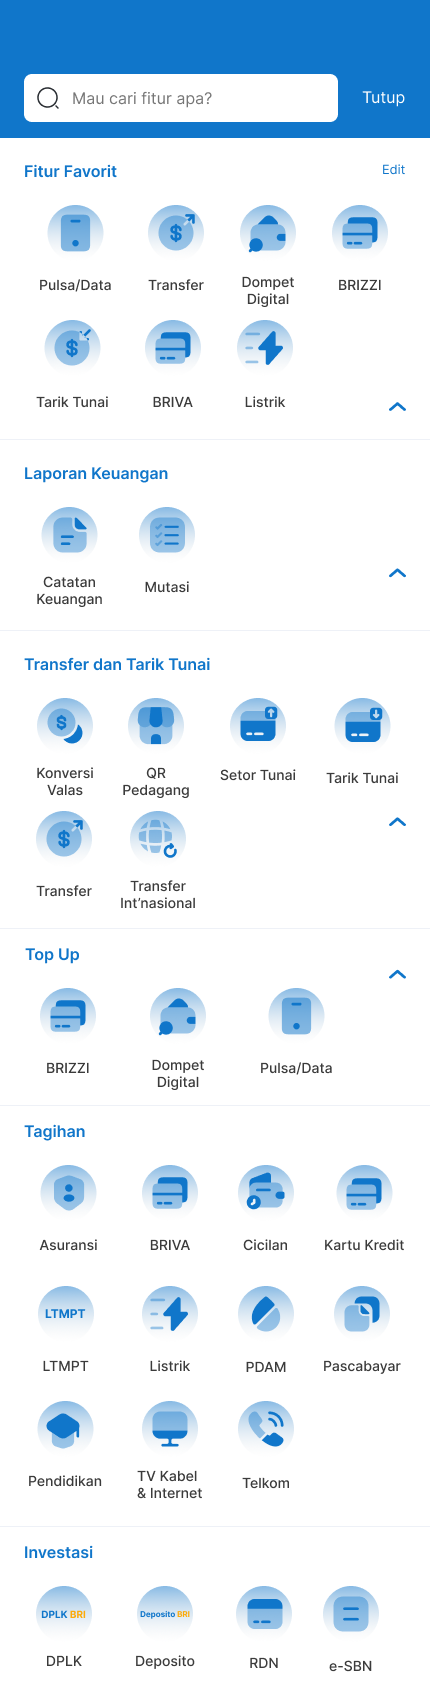 Mau cari fitur apa?
Tutup
Fitur Favorit
Edit
Pulsa/Data
Transfer
Dompet
Digital
BRIZZI
Tarik Tunai
BRIVA
Listrik
Laporan Keuangan
Catatan
Keuangan
Mutasi
Transfer dan Tarik Tunai
Konversi
Valas
QR
Pedagang
Setor Tunai
Tarik Tunai
Transfer
Transfer
Int'nasional
Top Up
BRIZZI
Dompet
Digital
Pulsa/Data
Tagihan
Asuransi
BRIVA
Cicilan
Kartu Kredit
LTMPT
LTMPT
Listrik
PDAM
Pascabayar
Pendidikan
TV Kabel
& Internet
Telkom
Investasi
DPLK BRI
DPLK
Deposito BRI
Deposito
RDN
e-SBN